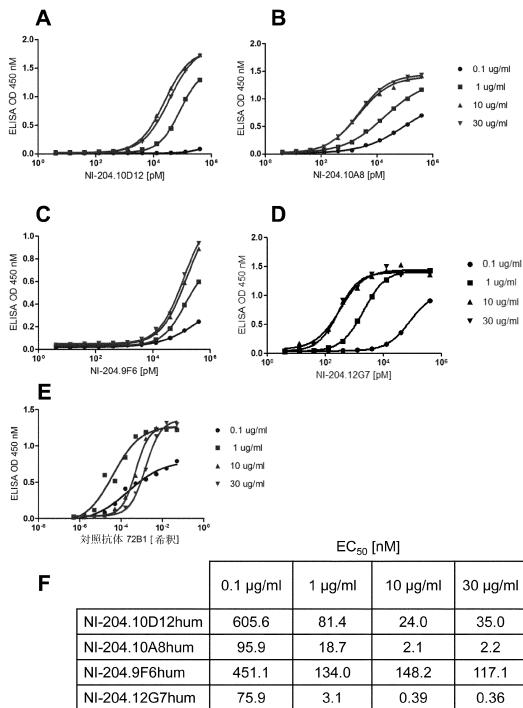 A
ELISA OD 450 nM
2.0
1.5
1.0
0.5
0.0
10⁰ 10² 10⁴ 10⁶
NI-204.10D12 [pM]
B
ELISA OD 450 nM
2.0
1.5
1.0
0.5
0.0
10⁰ 10² 10⁴ 10⁶
NI-204.10A8 [pM]
0.1 ug/ml
1 ug/ml
10 ug/ml
30 ug/ml
C
ELISA OD 450 nM
1.0
0.8
0.6
0.4
0.2
0.0
10⁰ 10² 10⁴ 10⁶
NI-204.9F6 [pM]
D
ELISA OD 450 nM
2.0
1.5
1.0
0.5
0.0
10⁰ 10² 10⁴ 10⁶
NI-204.12G7 [pM]
0.1 ug/ml
1 ug/ml
10 ug/ml
30 ug/ml
E
ELISA OD 450 nM
1.5
1.0
0.5
0.0
10⁻⁸ 10⁻⁶ 10⁻⁴ 10⁻² 10⁰
対照抗体 72B1 [希釈]
0.1 ug/ml
1 ug/ml
10 ug/ml
30 ug/ml
F
EC₅₀ [nM]
0.1 µg/ml 1 µg/ml 10 µg/ml 30 µg/ml
NI-204.10D12hum 605.6 81.4 24.0 35.0
NI-204.10A8hum 95.9 18.7 2.1 2.2
NI-204.9F6hum 451.1 134.0 148.2 117.1
NI-204.12G7hum 75.9 3.1 0.39 0.36